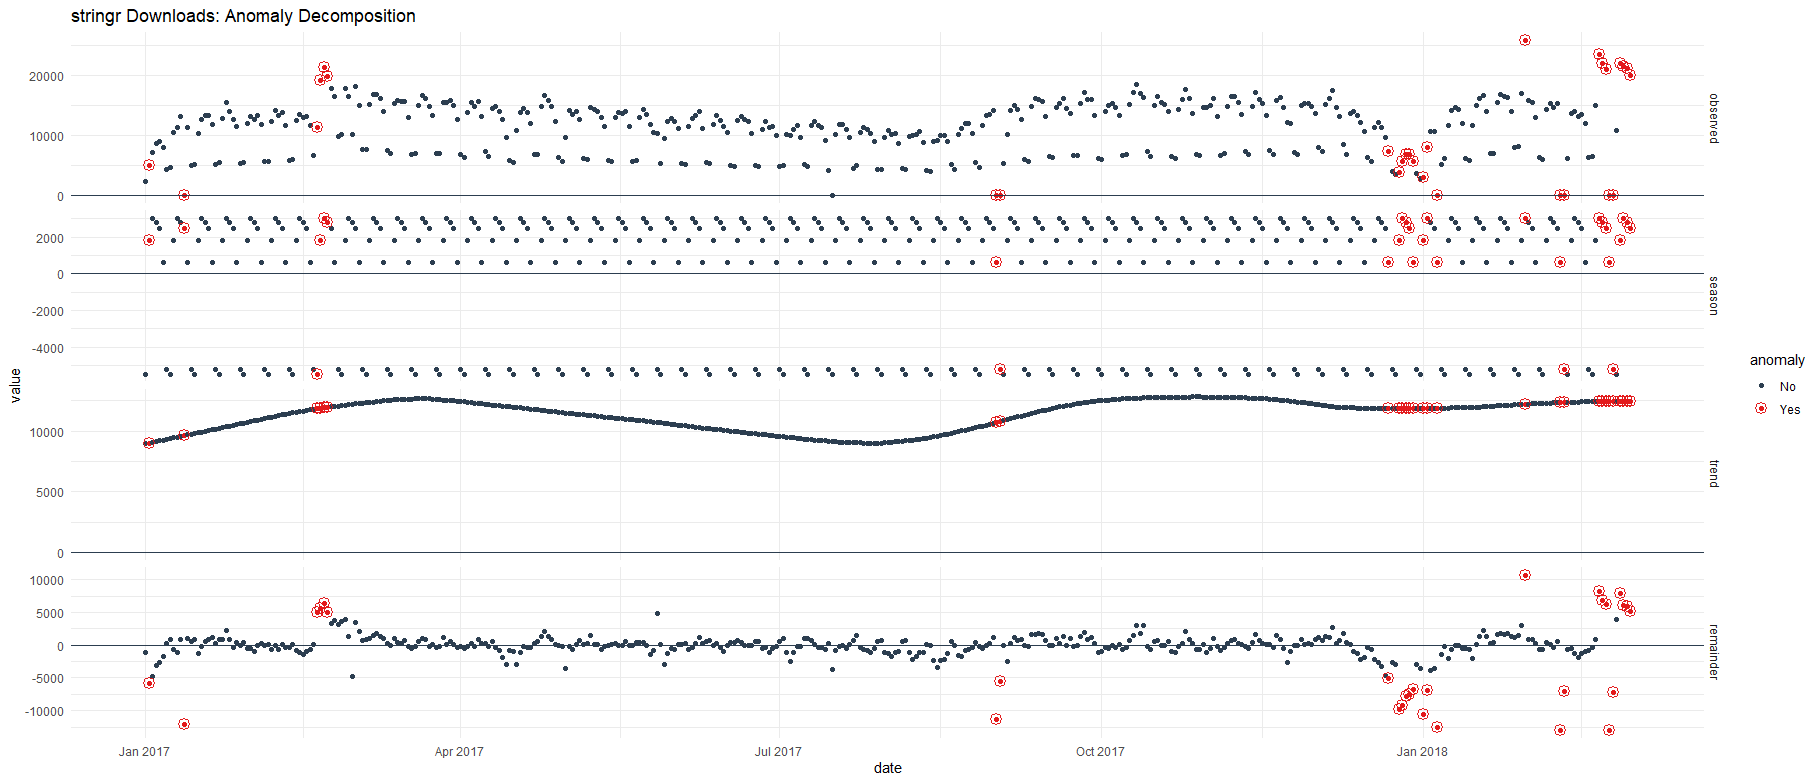 stringr Downloads: Anomaly Decomposition
20000
10000
0
observed
2000
0
-2000
-4000
season
10000
5000
0
trend
10000
5000
0
-5000
-10000
remainder
value
Jan 2017
Apr 2017
Jul 2017
Oct 2017
Jan 2018
date
anomaly
No
Yes